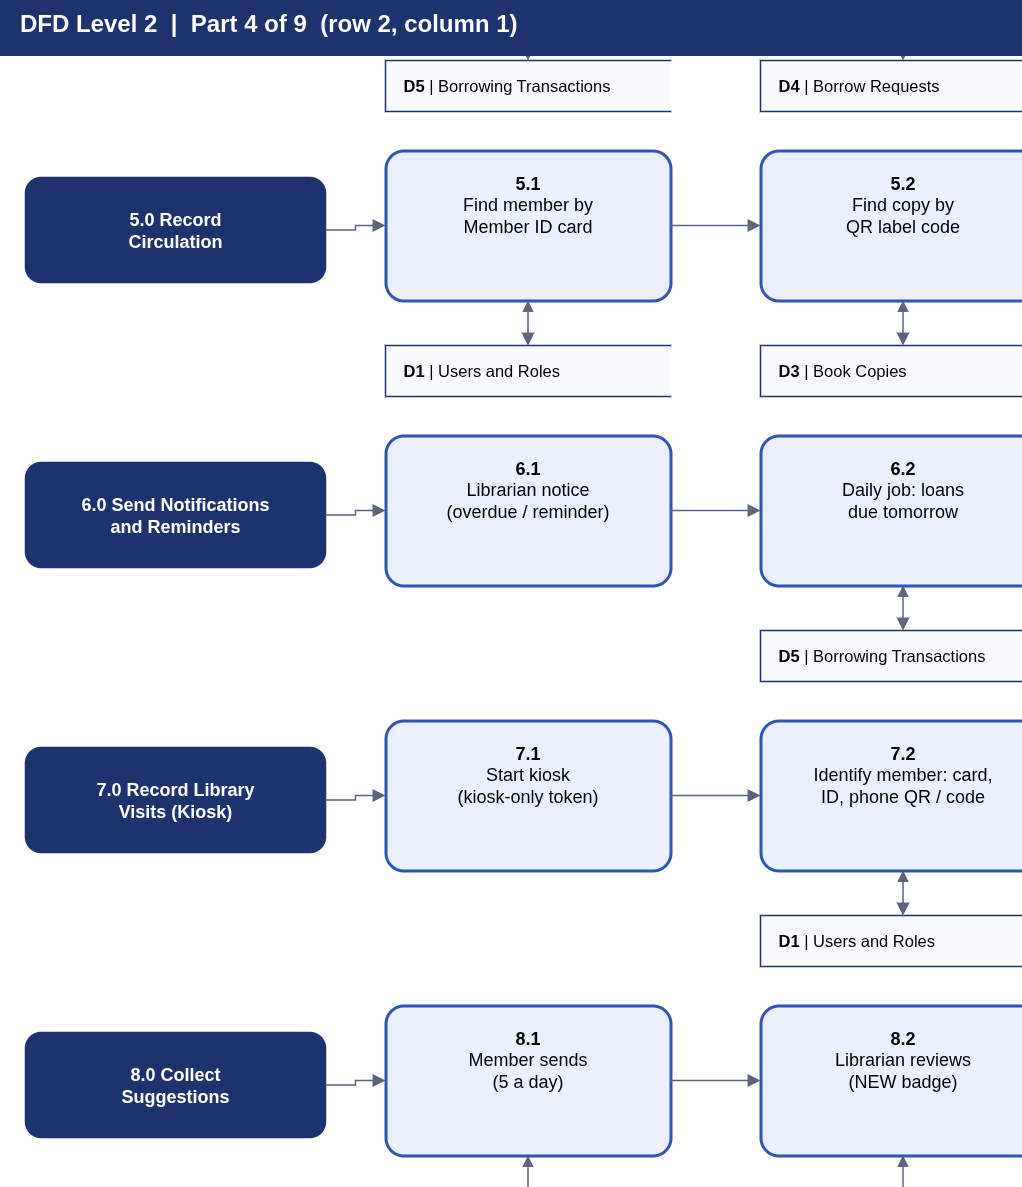 DFD Level 2 | Part 4 of 9 (row 2, column 1)
D5 | Borrowing Transactions
D4 | Borrow Requests
5.0 Record
Circulation
5.1
Find member by
Member ID card
5.2
Find copy by
QR label code
D1 | Users and Roles
D3 | Book Copies
6.0 Send Notifications
and Reminders
6.1
Librarian notice
(overdue / reminder)
6.2
Daily job: loans
due tomorrow
D5 | Borrowing Transactions
7.0 Record Library
Visits (Kiosk)
7.1
Start kiosk
(kiosk-only token)
7.2
Identify member: card,
ID, phone QR / code
D1 | Users and Roles
8.0 Collect
Suggestions
8.1
Member sends
(5 a day)
8.2
Librarian reviews
(NEW badge)